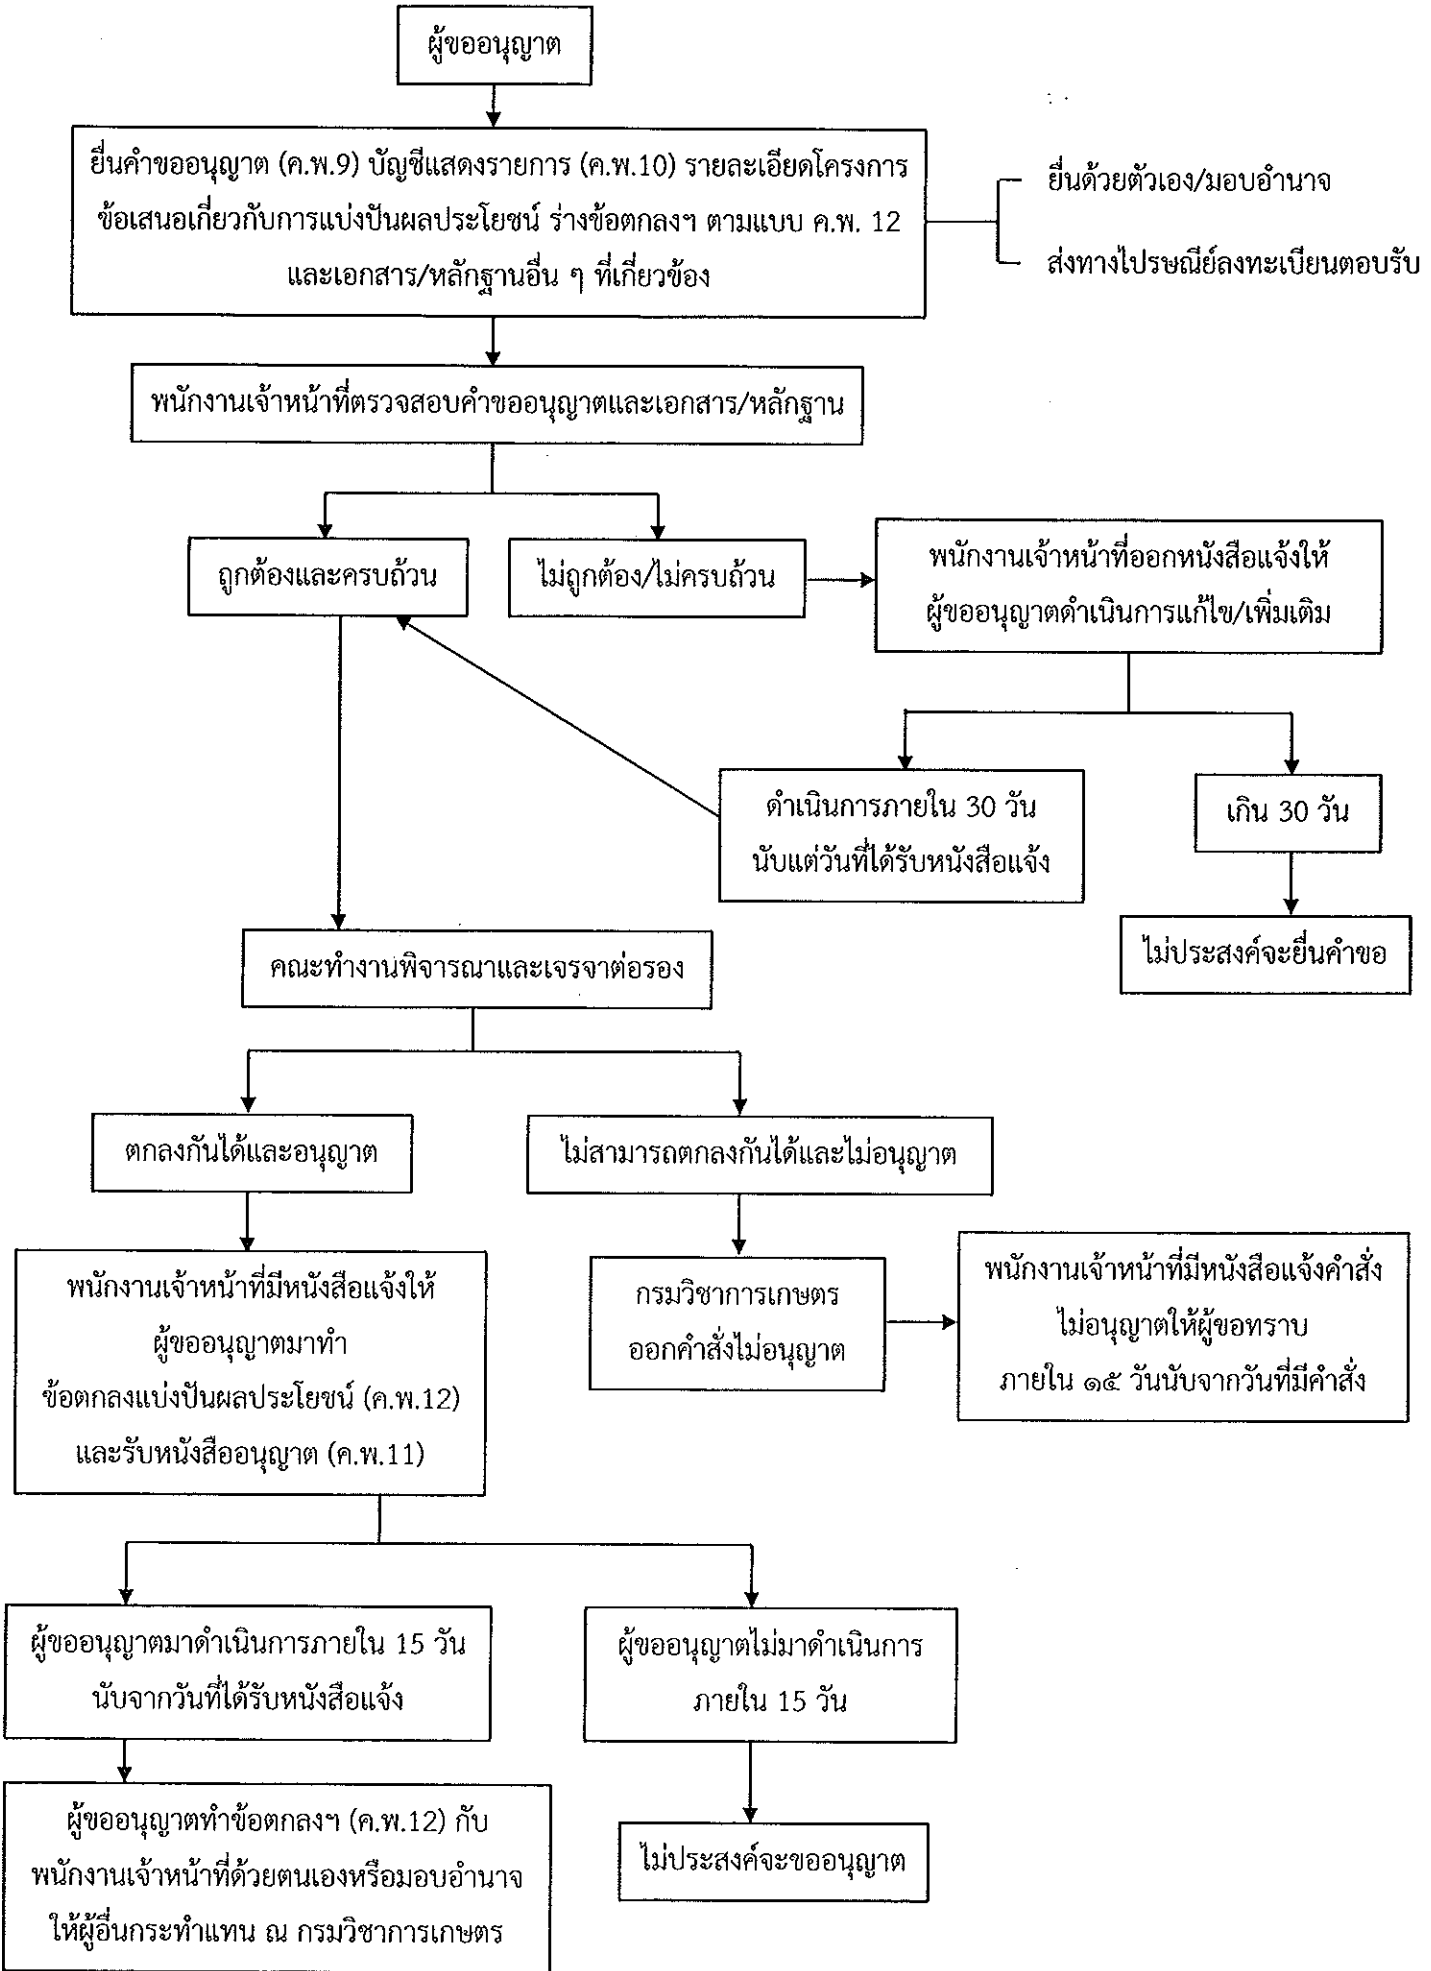 ผู้ขออนุญาต
ยื่นคำขออนุญาต (ค.พ.9) บัญชีแสดงรายการ (ค.พ.10) รายละเอียดโครงการ
ข้อเสนอเกี่ยวกับการแบ่งปันผลประโยชน์ ร่างข้อตกลงฯ ตามแบบ ค.พ. 12
และเอกสาร/หลักฐานอื่น ๆ ที่เกี่ยวข้อง
ยื่นด้วยตัวเอง/มอบอำนาจ
ส่งทางไปรษณีย์ลงทะเบียนตอบรับ
พนักงานเจ้าหน้าที่ตรวจสอบคำขออนุญาตและเอกสาร/หลักฐาน
ถูกต้องและครบถ้วน
ไม่ถูกต้อง/ไม่ครบถ้วน
พนักงานเจ้าหน้าที่ออกหนังสือแจ้งให้
ผู้ขออนุญาตดำเนินการแก้ไข/เพิ่มเติม
ดำเนินการภายใน 30 วัน
นับแต่วันที่ได้รับหนังสือแจ้ง
เกิน 30 วัน
ไม่ประสงค์จะยื่นคำขอ
คณะทำงานพิจารณาและเจรจาต่อรอง
ตกลงกันได้และอนุญาต
ไม่สามารถตกลงกันได้และไม่อนุญาต
พนักงานเจ้าหน้าที่มีหนังสือแจ้งให้
ผู้ขออนุญาตมาทำ
ข้อตกลงแบ่งปันผลประโยชน์ (ค.พ.12)
และรับหนังสืออนุญาต (ค.พ.11)
กรมวิชาการเกษตร
ออกคำสั่งไม่อนุญาต
พนักงานเจ้าหน้าที่มีหนังสือแจ้งคำสั่ง
ไม่อนุญาตให้ผู้ขอทราบ
ภายใน ๑๕ วันนับจากวันที่มีคำสั่ง
ผู้ขออนุญาตมาดำเนินการภายใน 15 วัน
นับจากวันที่ได้รับหนังสือแจ้ง
ผู้ขออนุญาตไม่มาดำเนินการ
ภายใน 15 วัน
ผู้ขออนุญาตทำข้อตกลงฯ (ค.พ.12) กับ
พนักงานเจ้าหน้าที่ด้วยตนเองหรือมอบอำนาจ
ให้ผู้อื่นกระทำแทน ณ กรมวิชาการเกษตร
ไม่ประสงค์จะขออนุญาต